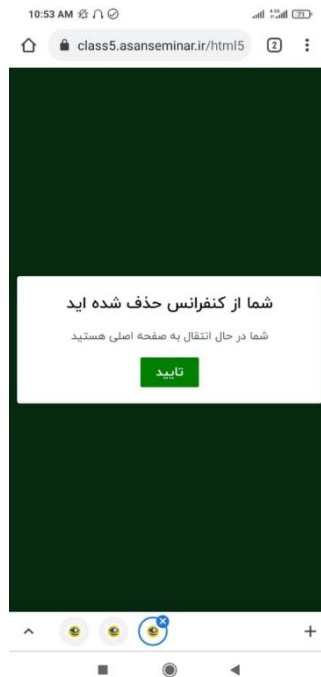 10:53 AM
71
class5.asanseminar.ir/html5
2
شما از کنفرانس حذف شده اید
شما در حال انتقال به صفحه اصلی هستید
تایید